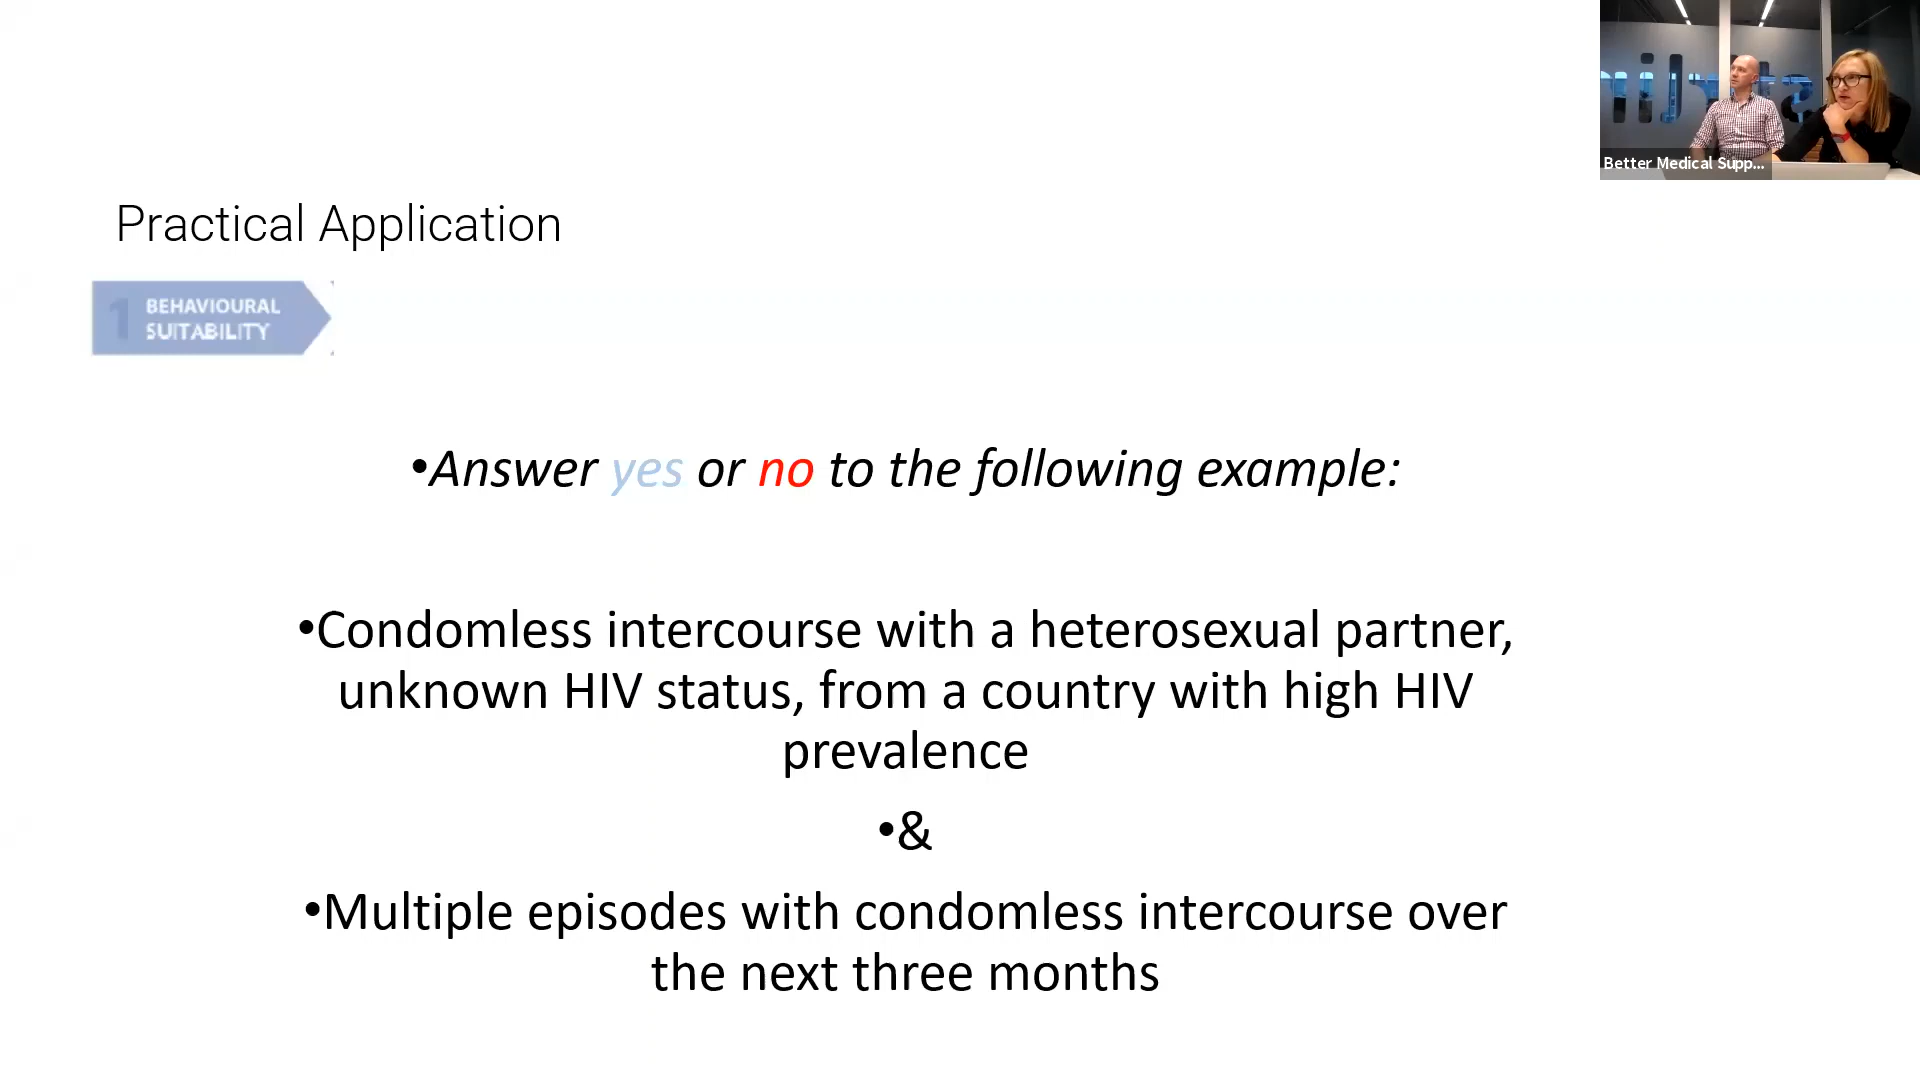 Better Medical Supp...
Practical Application
1 BEHAVIOURAL
SUITABILITY
•Answer yes or no to the following example:
•Condomless intercourse with a heterosexual partner,
unknown HIV status, from a country with high HIV
prevalence
•&
•Multiple episodes with condomless intercourse over
the next three months